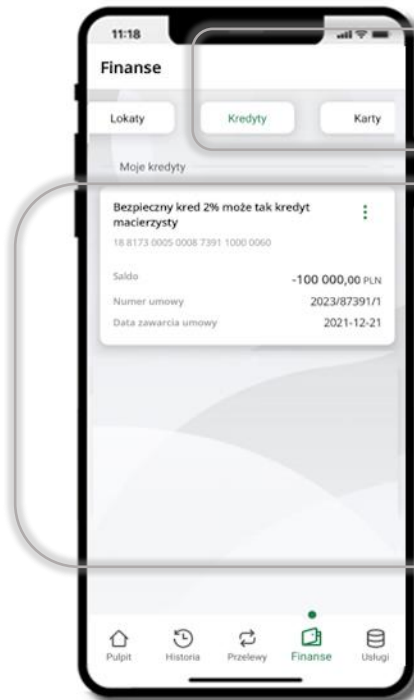 11:18
Finanse
Lokaty Kredyty Karty
Moje kredyty
Bezpieczny kred 2% może tak kredyt
macierzysty
18 8173 0005 0008 7391 1000 0060
Saldo -100 000,00 PLN
Numer umowy 2023/87391/1
Data zawarcia umowy 2021-12-21
Pulpit Historia Przelewy Finanse Usługi